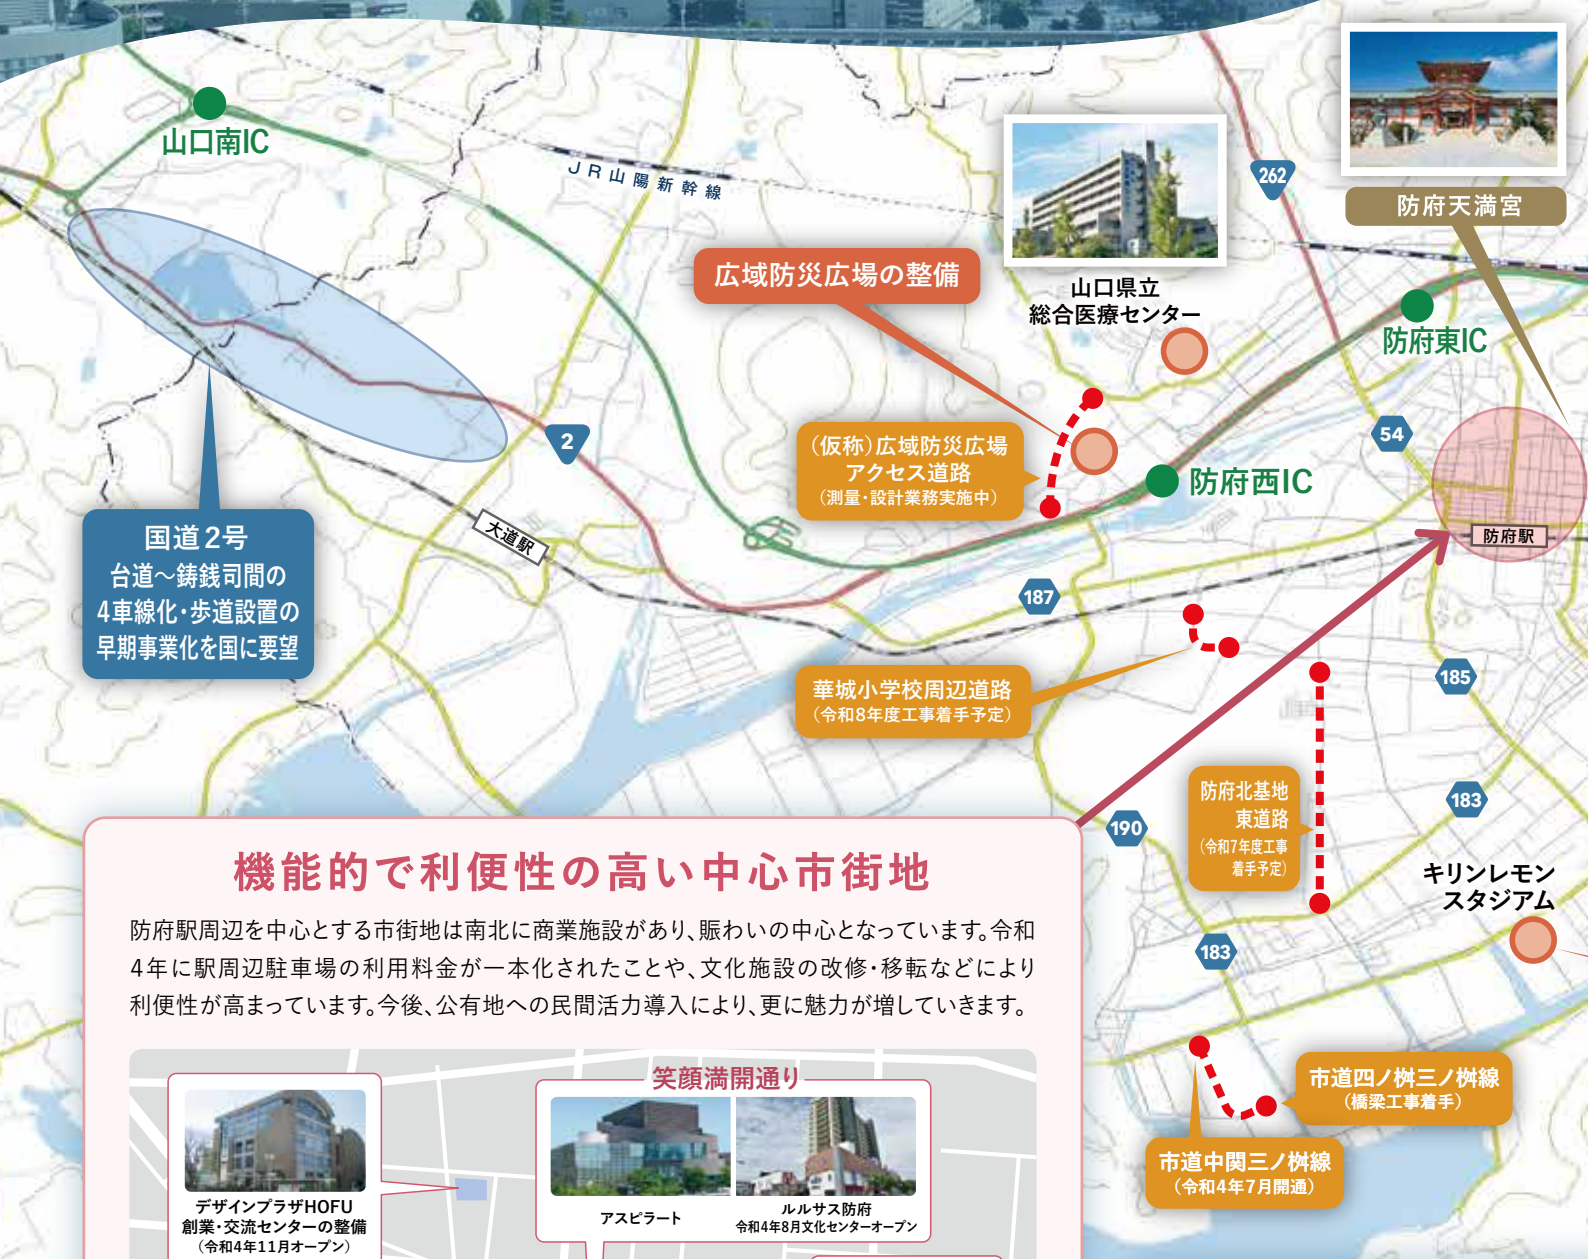 山口南IC
JR山陽新幹線
262
防府天満宮
広域防災広場の整備
山口県立
総合医療センター
防府東IC
(仮称)広域防災広場
アクセス道路
(測量・設計業務実施中)
54
2
防府西IC
国道2号
台道〜鋳銭司間の
4車線化・歩道設置の
早期事業化を国に要望
大道駅
防府駅
187
華城小学校周辺道路
(令和8年度工事着手予定)
185
防府北基地
東道路
(令和7年度工事
着手予定)
183
190
キリンレモン
スタジアム
183
機能的で利便性の高い中心市街地
防府駅周辺を中心とする市街地は南北に商業施設があり、賑わいの中心となっています。令和
4年に駅周辺駐車場の利用料金が一本化されたことや、文化施設の改修・移転などにより
利便性が高まっています。今後、公有地への民間活力導入により、更に魅力が増していきます。
市道四ノ桝三ノ桝線
(橋梁工事着手)
市道中関三ノ桝線
(令和4年7月開通)
笑顔満開通り
デザインプラザHOFU
創業・交流センターの整備
(令和4年11月オープン)
アスピラート
ルルサス防府
令和4年8月文化センターオープン